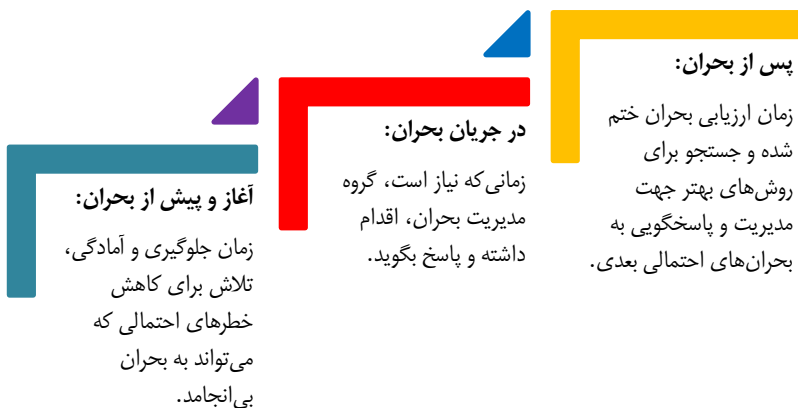 آغاز و پیش از بحران:
زمان جلوگیری و آمادگی،
تلاش برای کاهش
خطرهای احتمالی که
می‌تواند به بحران
بی‌انجامد.
در جریان بحران:
زمانی‌که نیاز است، گروه
مدیریت بحران، اقدام
داشته و پاسخ بگوید.
پس از بحران:
زمان ارزیابی بحران ختم
شده و جستجو برای
روش‌های بهتر جهت
مدیریت و پاسخگویی به
بحران‌های احتمالی بعدی.